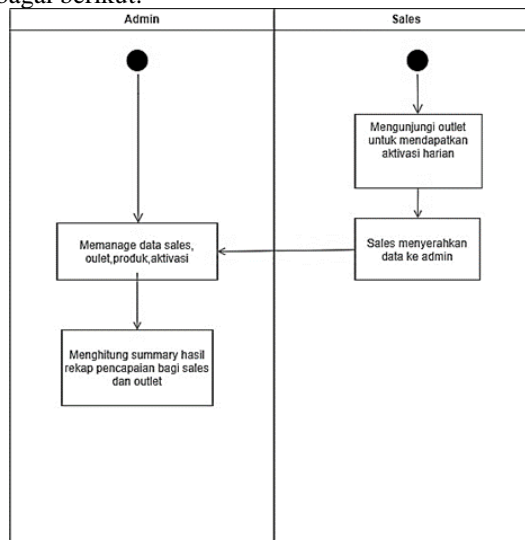 bagai berikut:
Admin
Sales
Mengunjungi outlet
untuk mendapatkan
aktivasi harian
Memanage data sales,
oulet,produk,aktivasi
Sales menyerahkan
data ke admin
Menghitung summary hasil
rekap pencapaian bagi sales
dan outlet